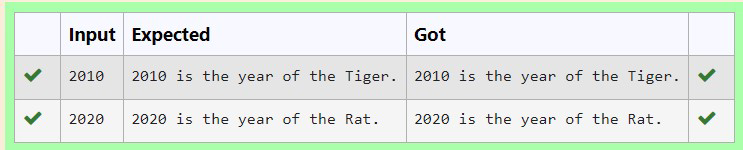 Input Expected Got
2010 2010 is the year of the Tiger. 2010 is the year of the Tiger.
2020 2020 is the year of the Rat. 2020 is the year of the Rat.